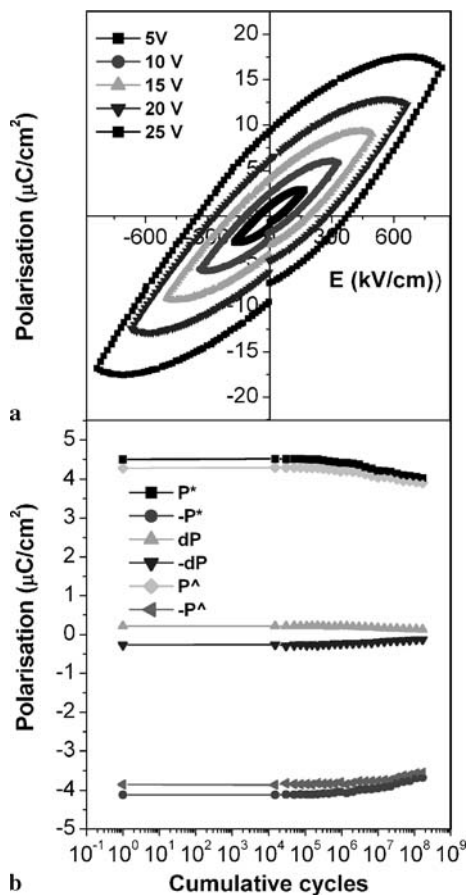 a
Polarisation (μC/cm²)
20
15
10
5
-5
-10
-15
-20
-600
-300
300
600
E (kV/cm))
5V
10 V
15 V
20 V
25 V
b
Polarisation (μC/cm²)
5
4
3
2
1
0
-1
-2
-3
-4
-5
P*
-P*
dP
-dP
P^
-P^
10⁻¹ 10⁰ 10¹ 10² 10³ 10⁴ 10⁵ 10⁶ 10⁷ 10⁸ 10⁹
Cumulative cycles